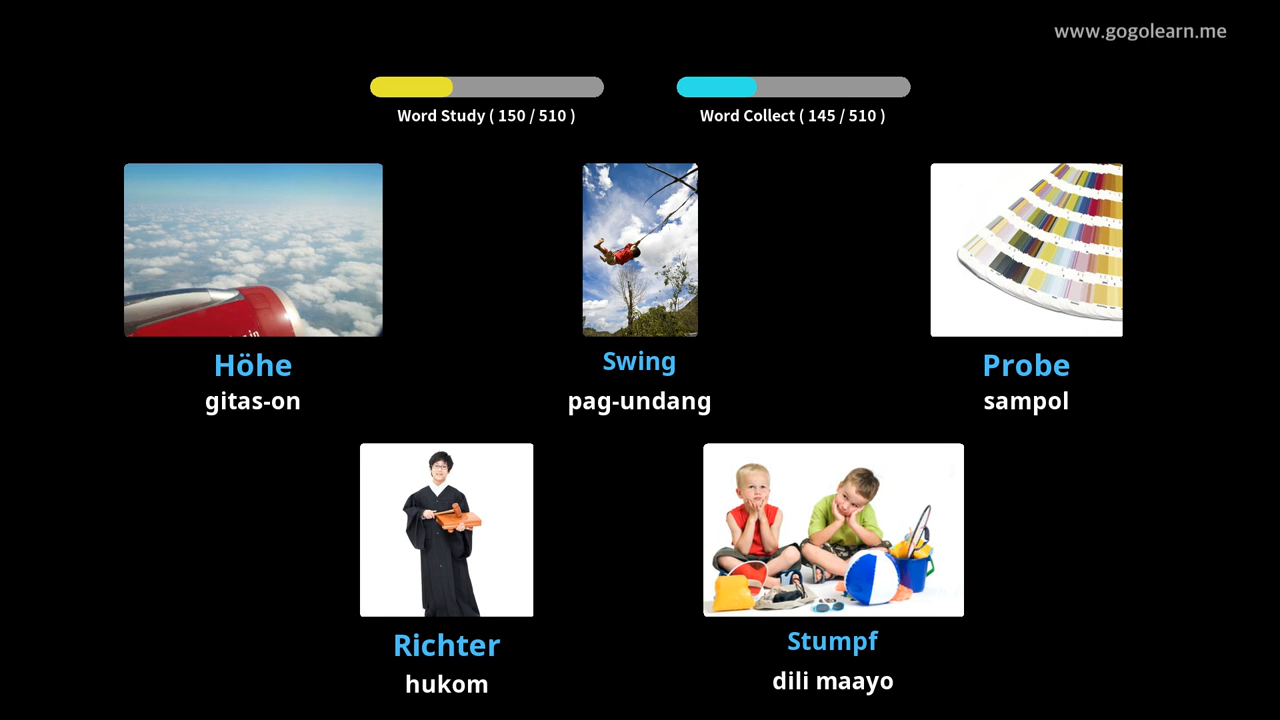 www.gogolearn.me
Word Study ( 150 / 510 )
Word Collect ( 145 / 510 )
Höhe
gitas-on
Swing
pag-undang
Probe
sampol
Richter
hukom
Stumpf
dili maayo